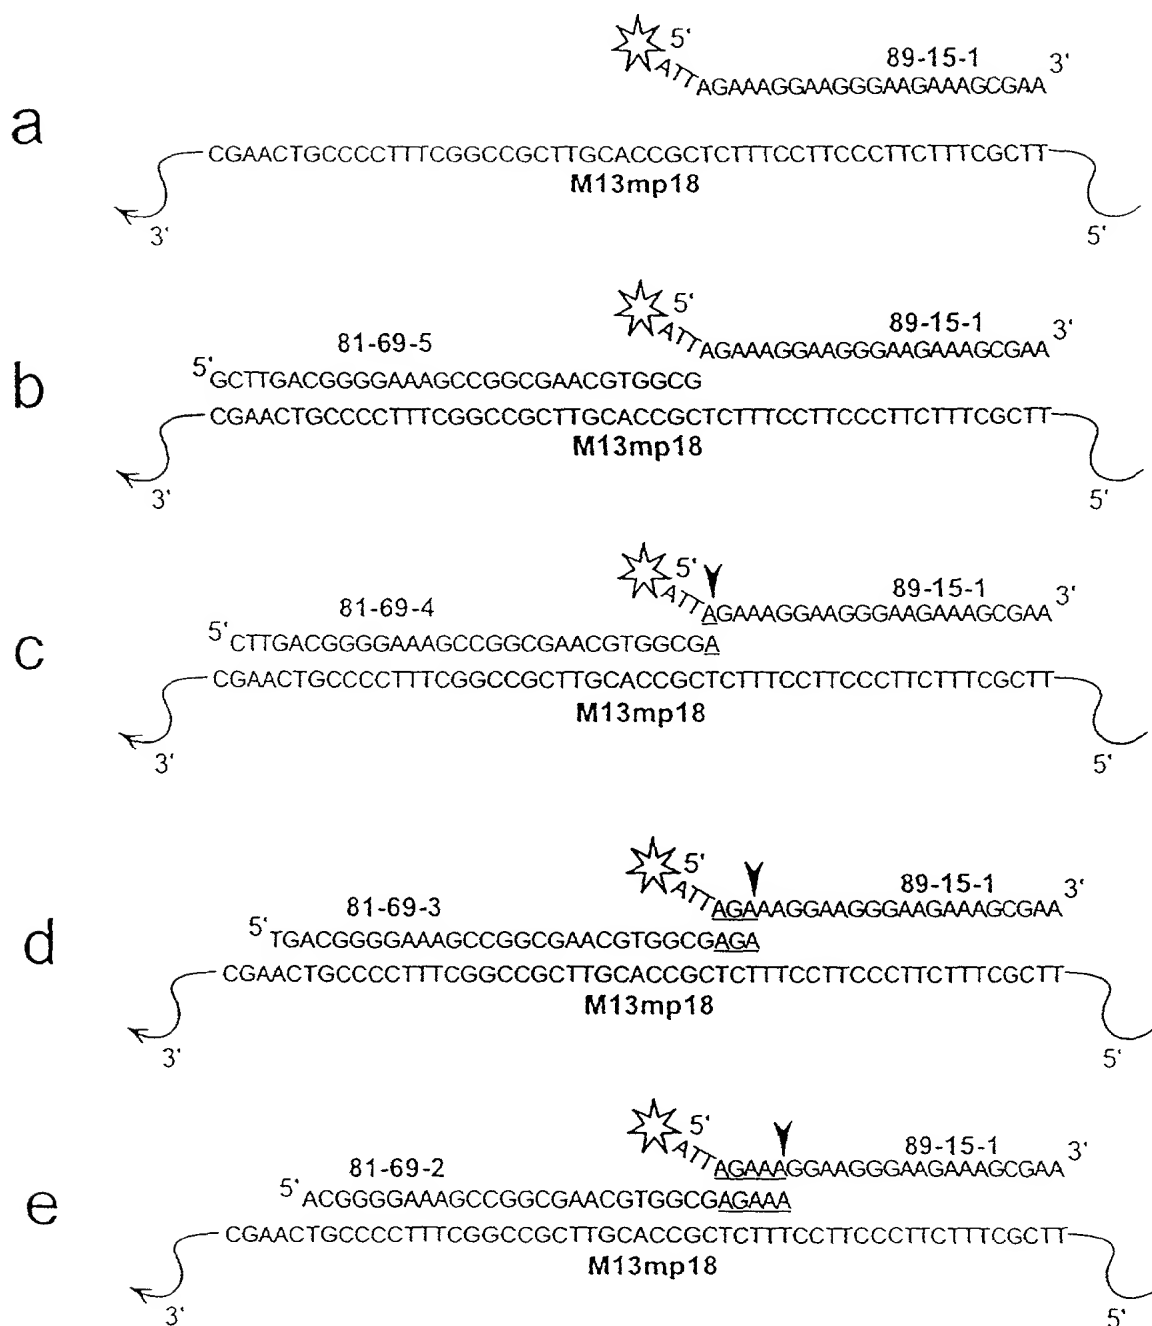 a
5' 89-15-1 3'
ATTAGAAAGGAAGGGAAGAAAGCGAA
CGAACTGCCCCTTTCGGCCGCTTGCACCGCTCTTTCCTTCCCTTCTTTCGCTT
M13mp18
3' 5'
b
5' 89-15-1 3'
ATTAGAAAGGAAGGGAAGAAAGCGAA
81-69-5
5'GCTTGACGGGGAAAGCCGGCGAACGTGGCG
CGAACTGCCCCTTTCGGCCGCTTGCACCGCTCTTTCCTTCCCTTCTTTCGCTT
M13mp18
3' 5'
c
5' 89-15-1 3'
ATTAGAAAGGAAGGGAAGAAAGCGAA
81-69-4
5'CTTGACGGGGAAAGCCGGCGAACGTGGCGA
CGAACTGCCCCTTTCGGCCGCTTGCACCGCTCTTTCCTTCCCTTCTTTCGCTT
M13mp18
3' 5'
d
5' 89-15-1 3'
ATTAGAAAGGAAGGGAAGAAAGCGAA
81-69-3
5'TGACGGGGAAAGCCGGCGAACGTGGCGAGA
CGAACTGCCCCTTTCGGCCGCTTGCACCGCTCTTTCCTTCCCTTCTTTCGCTT
M13mp18
3' 5'
e
5' 89-15-1 3'
ATTAGAAAGGAAGGGAAGAAAGCGAA
81-69-2
5'ACGGGGAAAGCCGGCGAACGTGGCGAGAAA
CGAACTGCCCCTTTCGGCCGCTTGCACCGCTCTTTCCTTCCCTTCTTTCGCTT
M13mp18
3' 5'